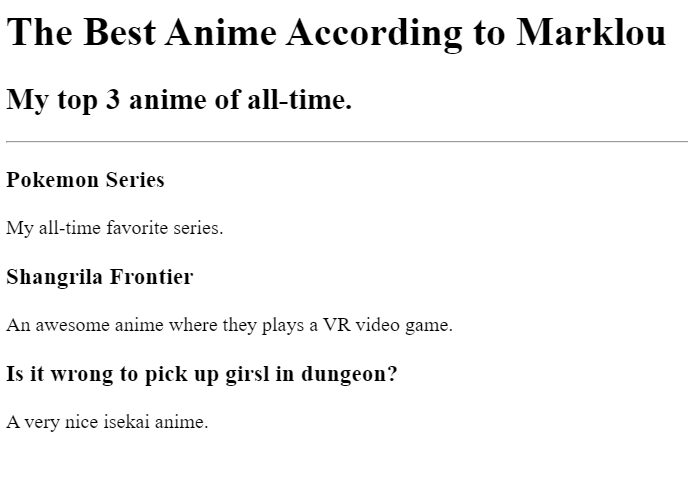 The Best Anime According to Marklou
My top 3 anime of all-time.
Pokemon Series
My all-time favorite series.
Shangrila Frontier
An awesome anime where they plays a VR video game.
Is it wrong to pick up girsl in dungeon?
A very nice isekai anime.